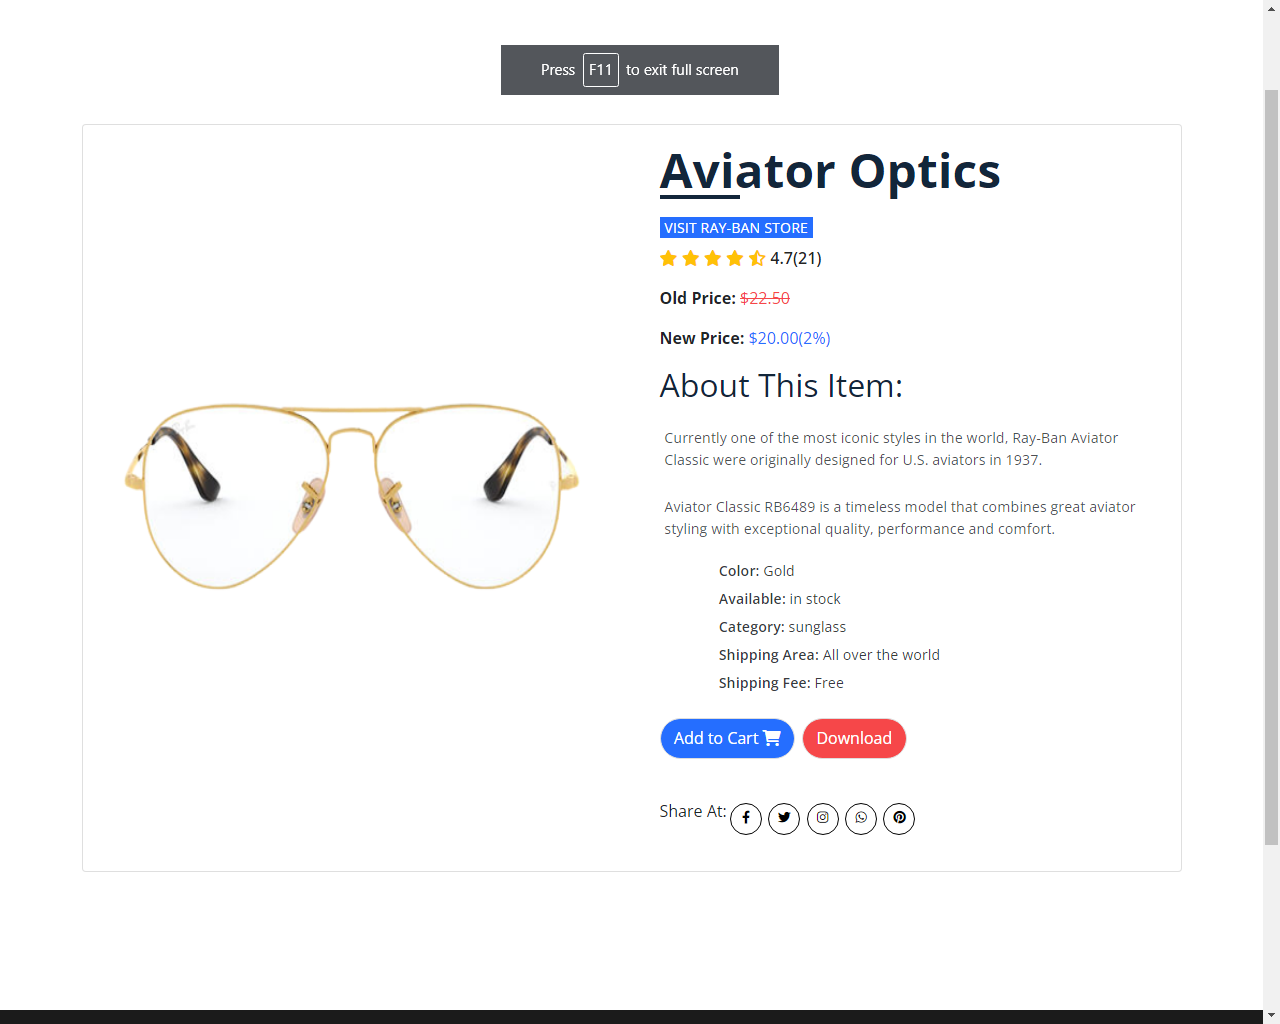 Press F11 to exit full screen
Aviator Optics
VISIT RAY-BAN STORE
4.7(21)
Old Price: $22.50
New Price: $20.00(2%)
About This Item:
Currently one of the most iconic styles in the world, Ray-Ban Aviator
Classic were originally designed for U.S. aviators in 1937.
Aviator Classic RB6489 is a timeless model that combines great aviator
styling with exceptional quality, performance and comfort.
Color: Gold
Available: in stock
Category: sunglass
Shipping Area: All over the world
Shipping Fee: Free
Add to Cart
Download
Share At:
Ray-Ban